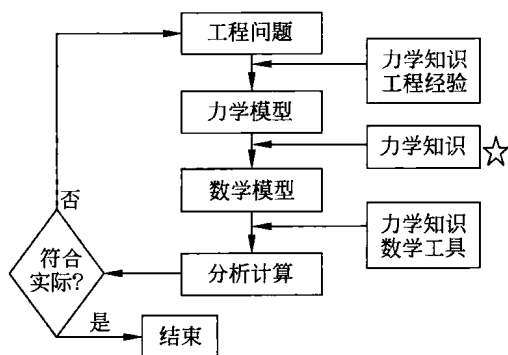 工程问题
力学知识
工程经验
力学模型
力学知识
☆
数学模型
力学知识
数学工具
分析计算
否
符合
实际?
是
结束